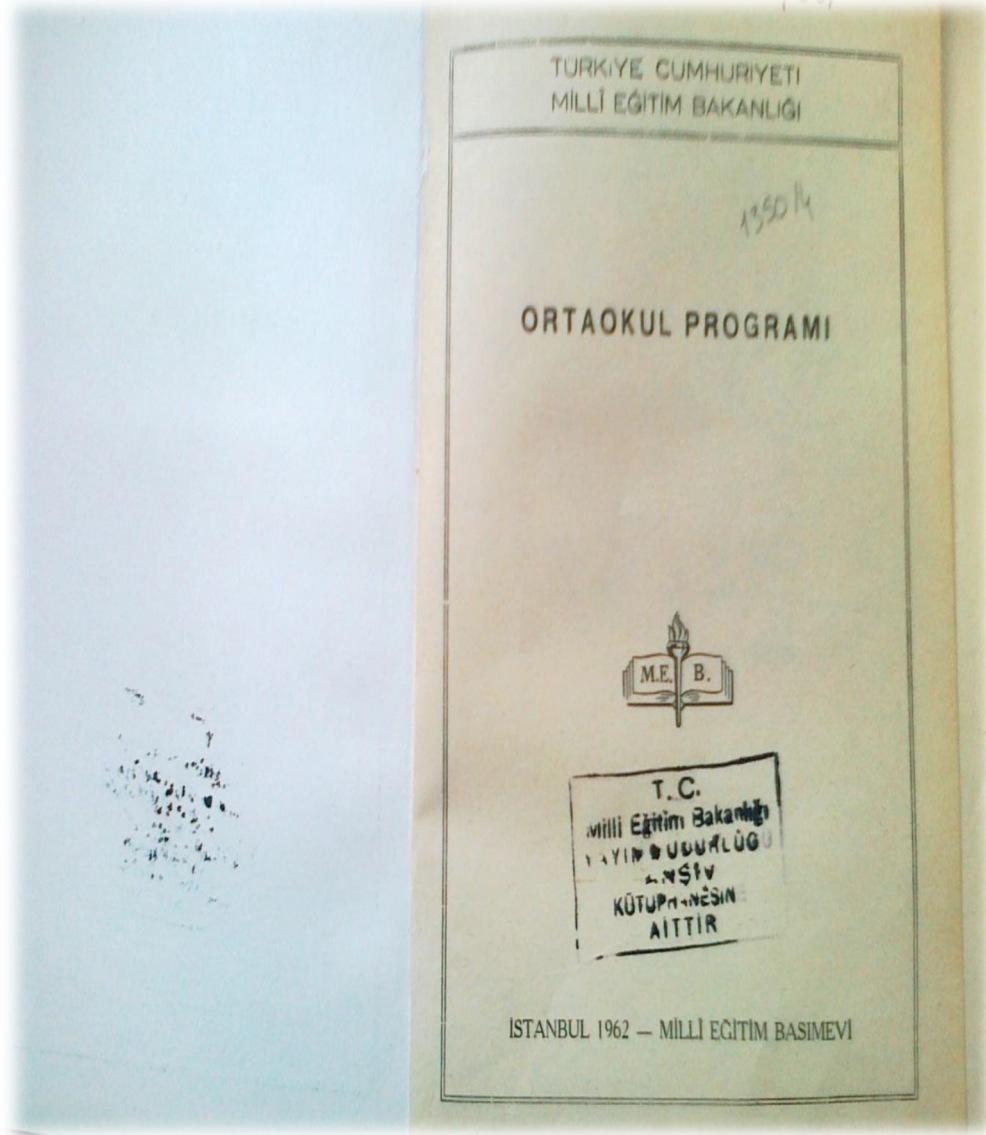 TÜRKİYE CUMHURİYETİ
MİLLÎ EĞİTİM BAKANLIĞI
1350
ORTAOKUL PROGRAMI
M.E. B.
T. C.
Milli Eğitim Bakanlığı
AİTTİR
İSTANBUL 1962 — MİLLÎ EĞİTİM BASIMEVİ